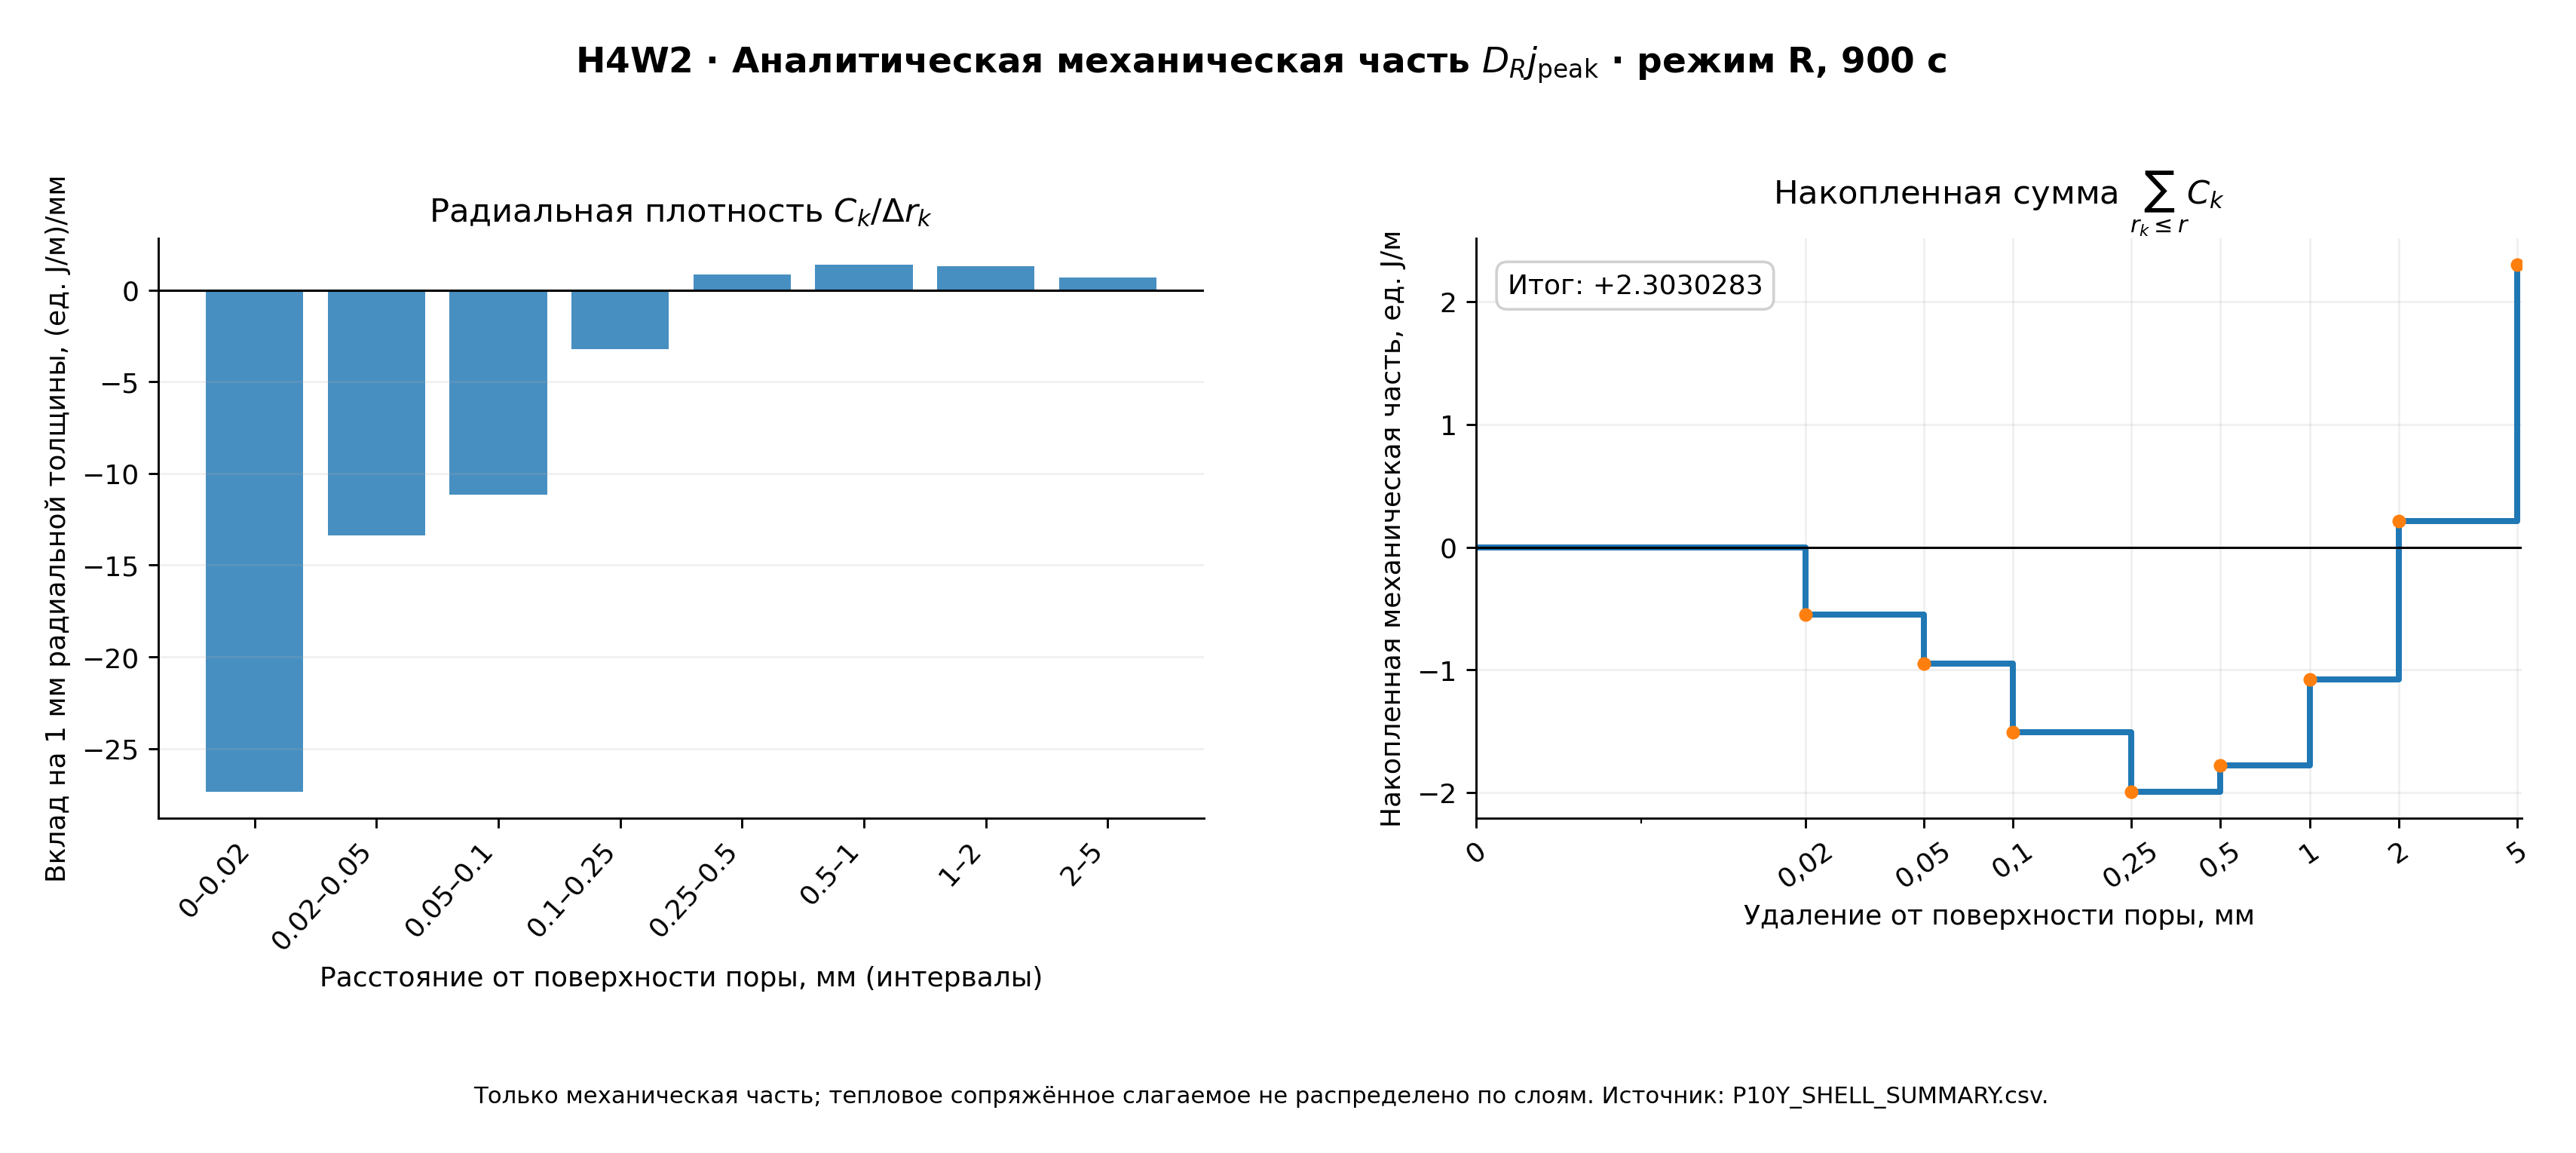 H4W2 · Аналитическая механическая часть D_R j_peak · режим R, 900 с
Радиальная плотность C_k/Δr_k
Вклад на 1 мм радиальной толщины, (ед. J/м)/мм
0
−5
−10
−15
−20
−25
0–0.02
0.02–0.05
0.05–0.1
0.1–0.25
0.25–0.5
0.5–1
1–2
2–5
Расстояние от поверхности поры, мм (интервалы)
Накопленная сумма ∑ C_k
r_k ≤ r
Накопленная механическая часть, ед. J/м
Итог: +2.3030283
2
1
0
−1
−2
0
0,02
0,05
0,1
0,25
0,5
1
2
5
Удаление от поверхности поры, мм
Только механическая часть; тепловое сопряжённое слагаемое не распределено по слоям. Источник: P10Y_SHELL_SUMMARY.csv.